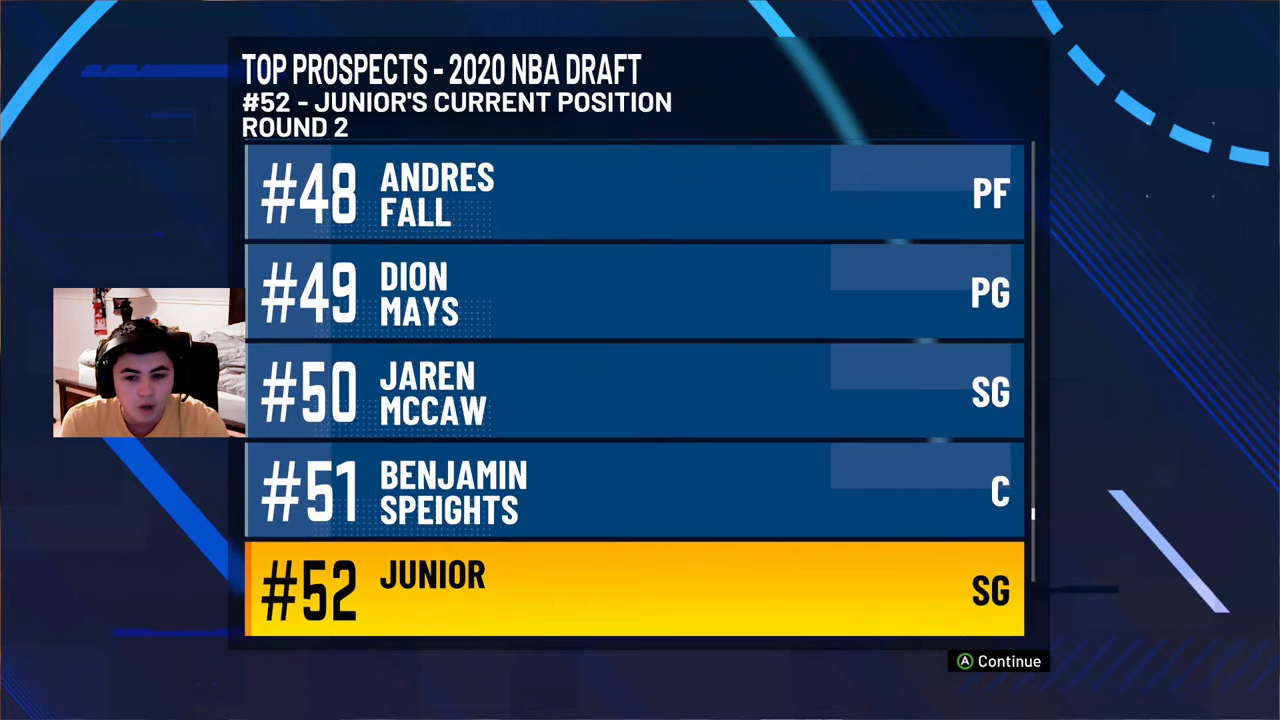 TOP PROSPECTS - 2020 NBA DRAFT
#52 - JUNIOR'S CURRENT POSITION
ROUND 2
#48 ANDRES FALL PF
#49 DION MAYS PG
#50 JAREN MCCAW SG
#51 BENJAMIN SPEIGHTS C
#52 JUNIOR SG
A Continue